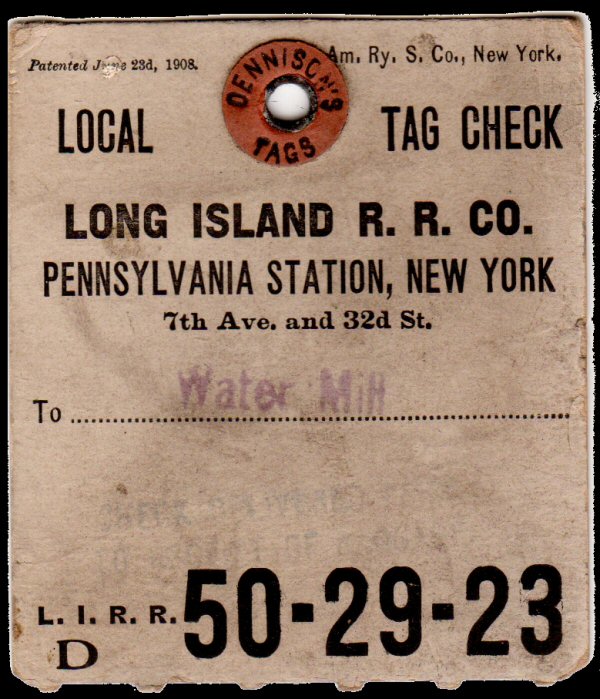 Patented June 23d, 1908.
Am. Ry. S. Co., New York.
DENNISON'S
TAGS
LOCAL TAG CHECK
LONG ISLAND R. R. CO.
PENNSYLVANIA STATION, NEW YORK
7th Ave. and 32d St.
Water Mill
To
L. I. R. R. 50-29-23
D